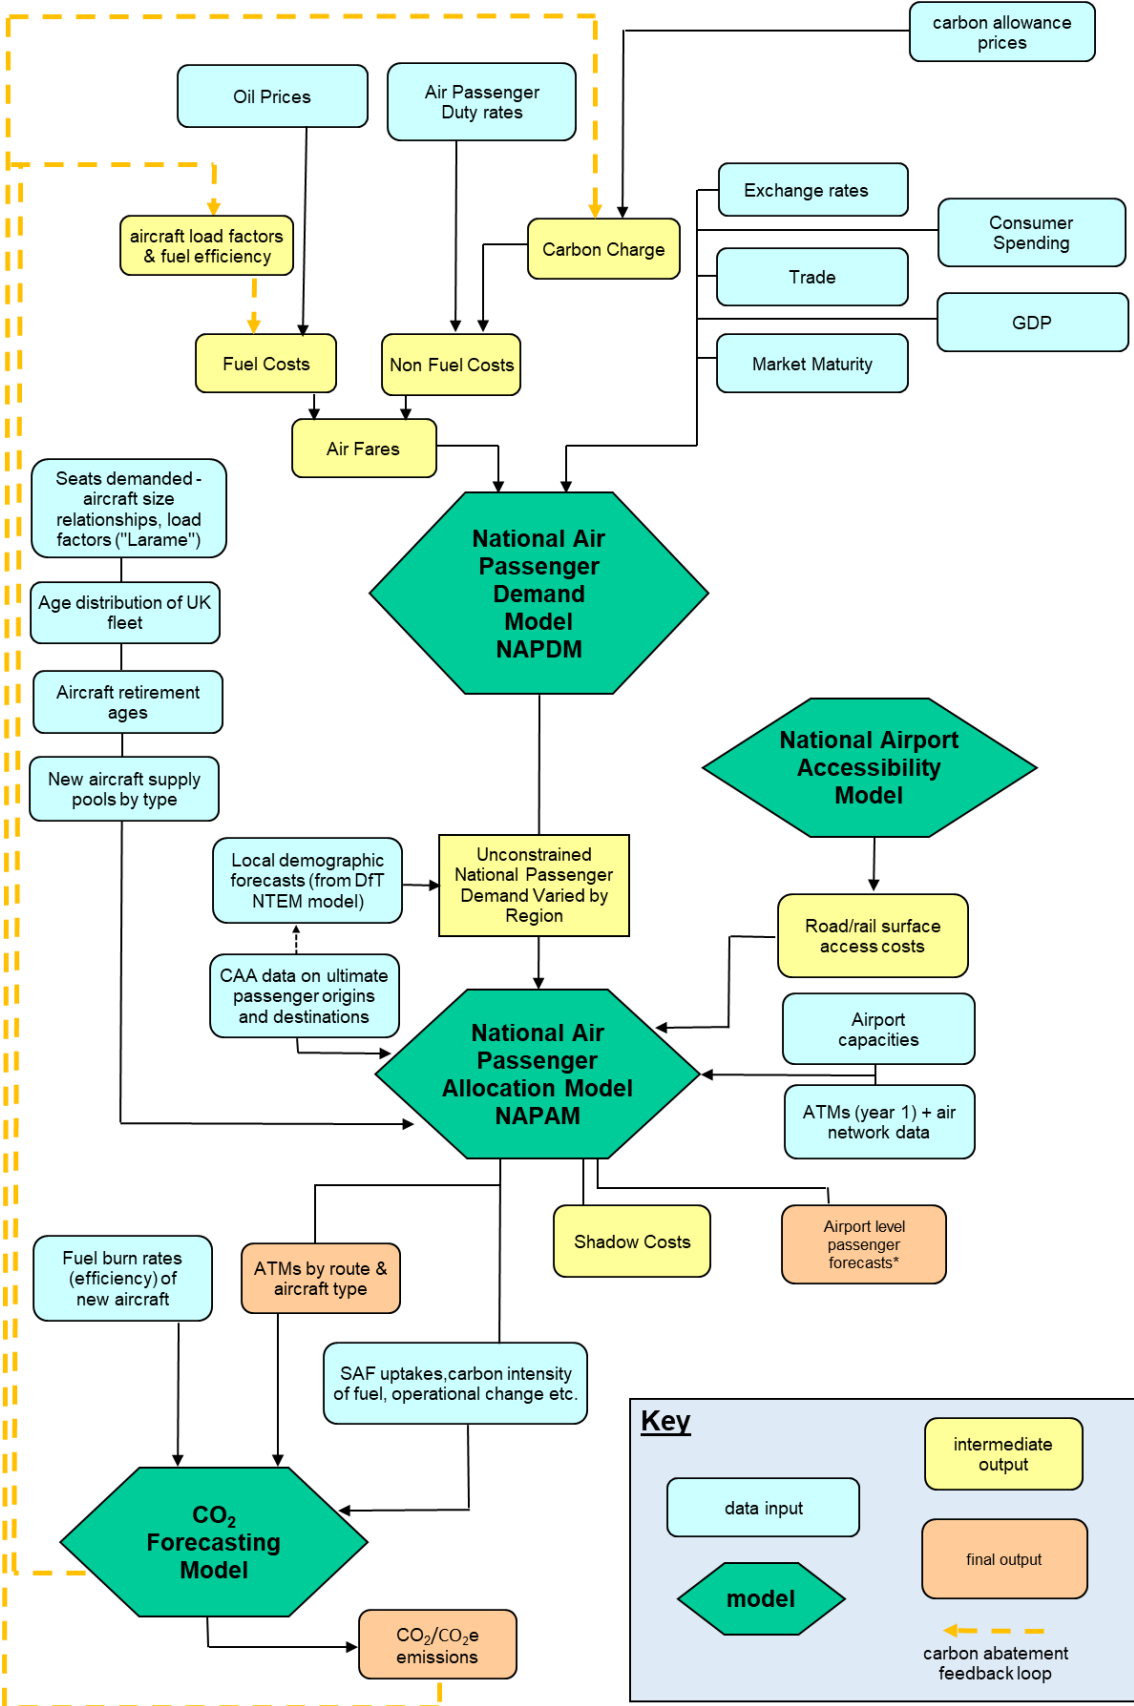 carbon allowance
prices
Oil Prices
Air Passenger
Duty rates
Exchange rates
Consumer
Spending
aircraft load factors
& fuel efficiency
Carbon Charge
Trade
GDP
Fuel Costs
Non Fuel Costs
Market Maturity
Air Fares
Seats demanded -
aircraft size
relationships, load
factors ("Larame")
National Air
Passenger
Demand
Model
NAPDM
Age distribution of UK
fleet
Aircraft retirement
ages
National Airport
Accessibility
Model
New aircraft supply
pools by type
Local demographic
forecasts (from DfT
NTEM model)
Unconstrained
National Passenger
Demand Varied by
Region
Road/rail surface
access costs
CAA data on ultimate
passenger origins
and destinations
National Air
Passenger
Allocation Model
NAPAM
Airport
capacities
ATMs (year 1) + air
network data
Shadow Costs
Airport level
passenger
forecasts*
Fuel burn rates
(efficiency) of
new aircraft
ATMs by route &
aircraft type
SAF uptakes,carbon intensity
of fuel, operational change etc.
CO₂
Forecasting
Model
CO₂/CO₂e
emissions
Key
intermediate
output
data input
final output
model
carbon abatement
feedback loop